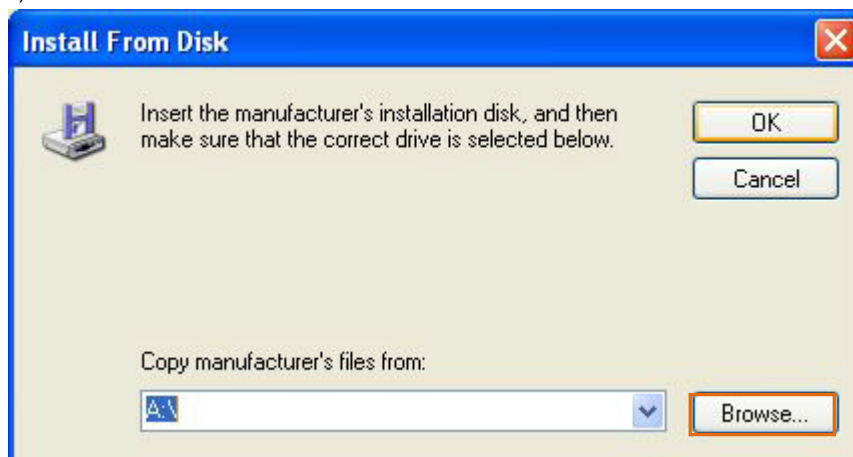 Install From Disk
Insert the manufacturer's installation disk, and then
make sure that the correct drive is selected below.
OK
Cancel
Copy manufacturer's files from:
A:\
Browse...